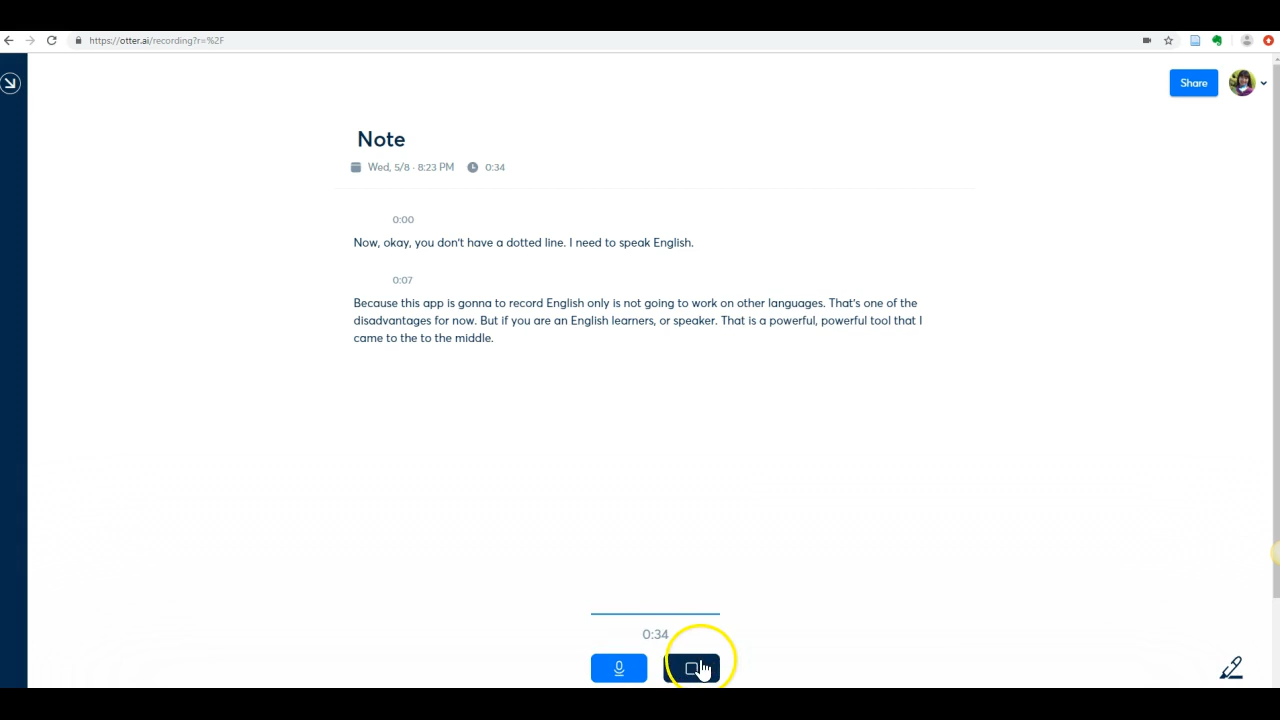 https://otter.ai/recording?r=%2F
Share
Note
Wed, 5/8 · 8:23 PM 0:34
0:00
Now, okay, you don't have a dotted line. I need to speak English.
0:07
Because this app is gonna to record English only is not going to work on other languages. That's one of the
disadvantages for now. But if you are an English learners, or speaker. That is a powerful, powerful tool that I
came to the to the middle.
0:34